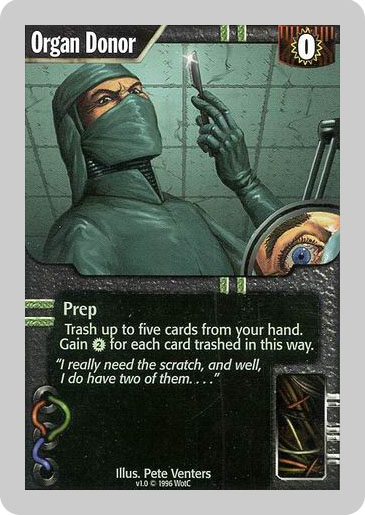 Organ Donor
0
Prep
Trash up to five cards from your hand.
Gain 2 for each card trashed in this way.
"I really need the scratch, and well,
I do have two of them. . . ."
Illus. Pete Venters
v1.0 © 1996 WotC